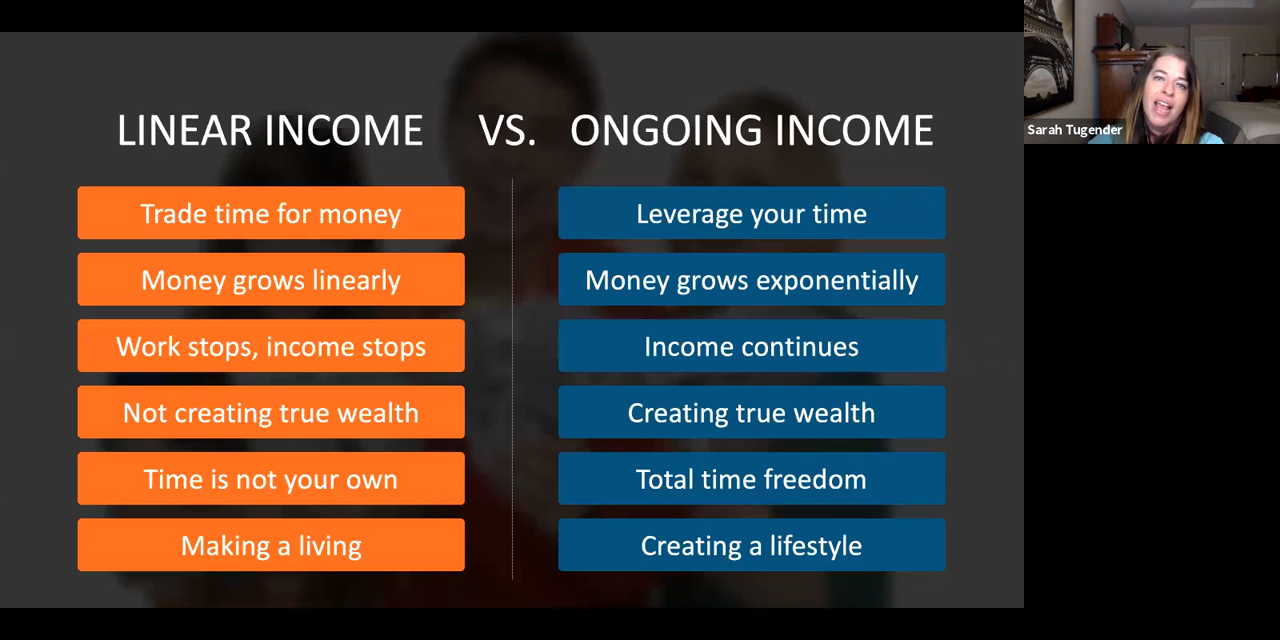 LINEAR INCOME VS. ONGOING INCOME
Trade time for money
Leverage your time
Money grows linearly
Money grows exponentially
Work stops, income stops
Income continues
Not creating true wealth
Creating true wealth
Time is not your own
Total time freedom
Making a living
Creating a lifestyle
Sarah Tugender